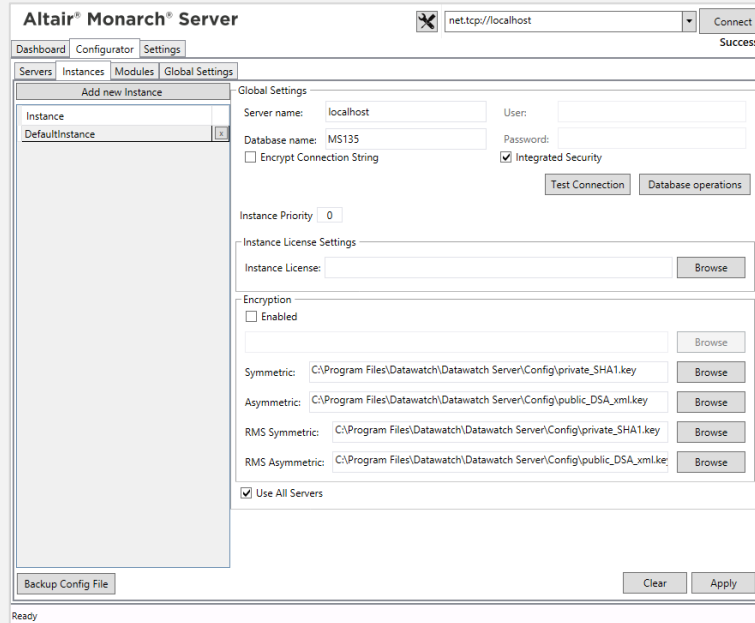 Altair® Monarch® Server
net.tcp://localhost
Connect
Success
Dashboard Configurator Settings
Servers Instances Modules Global Settings
Add new Instance
Instance
DefaultInstance x
Global Settings
Server name: localhost User:
Database name: MS135 Password:
Encrypt Connection String Integrated Security
Test Connection Database operations
Instance Priority 0
Instance License Settings
Instance License: Browse
Encryption
Enabled
Browse
Symmetric: C:\Program Files\Datawatch\Datawatch Server\Config\private_SHA1.key Browse
Asymmetric: C:\Program Files\Datawatch\Datawatch Server\Config\public_DSA_xml.key Browse
RMS Symmetric: C:\Program Files\Datawatch\Datawatch Server\Config\private_SHA1.key Browse
RMS Asymmetric: C:\Program Files\Datawatch\Datawatch Server\Config\public_DSA_xml.key Browse
Use All Servers
Backup Config File Clear Apply
Ready